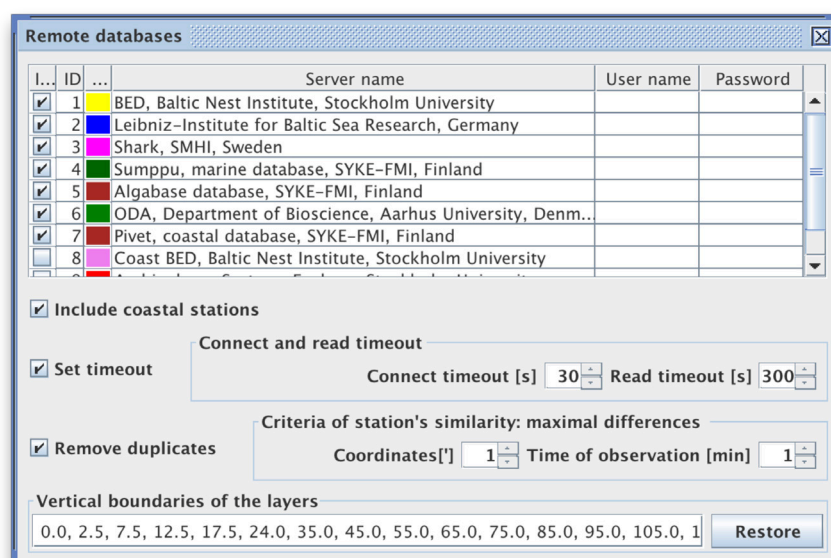 Remote databases
I... ID ... Server name User name Password
1 BED, Baltic Nest Institute, Stockholm University
2 Leibniz-Institute for Baltic Sea Research, Germany
3 Shark, SMHI, Sweden
4 Sumppu, marine database, SYKE-FMI, Finland
5 Algabase database, SYKE-FMI, Finland
6 ODA, Department of Bioscience, Aarhus University, Denm...
7 Pivet, coastal database, SYKE-FMI, Finland
8 Coast BED, Baltic Nest Institute, Stockholm University
Include coastal stations
Connect and read timeout
Set timeout Connect timeout [s] 30 Read timeout [s] 300
Criteria of station's similarity: maximal differences
Remove duplicates Coordinates['] 1 Time of observation [min] 1
Vertical boundaries of the layers
0.0, 2.5, 7.5, 12.5, 17.5, 24.0, 35.0, 45.0, 55.0, 65.0, 75.0, 85.0, 95.0, 105.0, 1 Restore